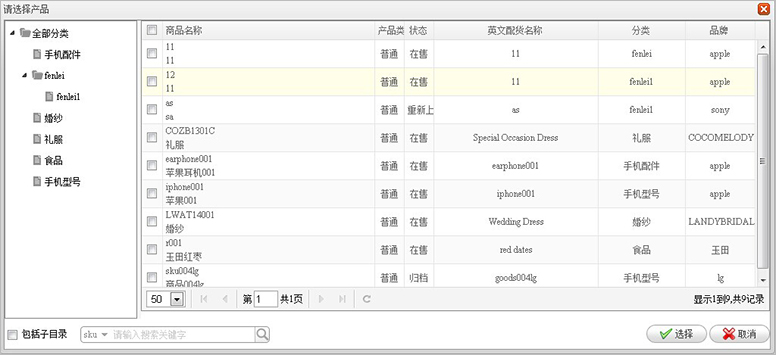 请选择产品
全部分类
手机配件
fenlei
fenlei1
婚纱
礼服
食品
手机型号
商品名称 产品类 状态 英文配货名称 分类 品牌
11
11 普通 在售 11 fenlei apple
12
11 普通 在售 11 fenlei1 apple
as
sa 普通 重新上 as fenlei1 sony
COZB1301C
礼服 普通 在售 Special Occasion Dress 礼服 COCOMELODY
earphone001
苹果耳机001 普通 在售 earphone001 手机配件 apple
iphone001
苹果001 普通 在售 iphone001 手机型号 apple
LWAT14001
婚纱 普通 在售 Wedding Dress 婚纱 LANDYBRIDAL
r001
玉田红枣 普通 在售 red dates 食品 玉田
sku004lg
商品004lg 普通 归档 goods004lg 手机型号 lg
50 第 1 共1页 显示1到9,共9记录
包括子目录 sku 请输入搜索关键字 选择 取消